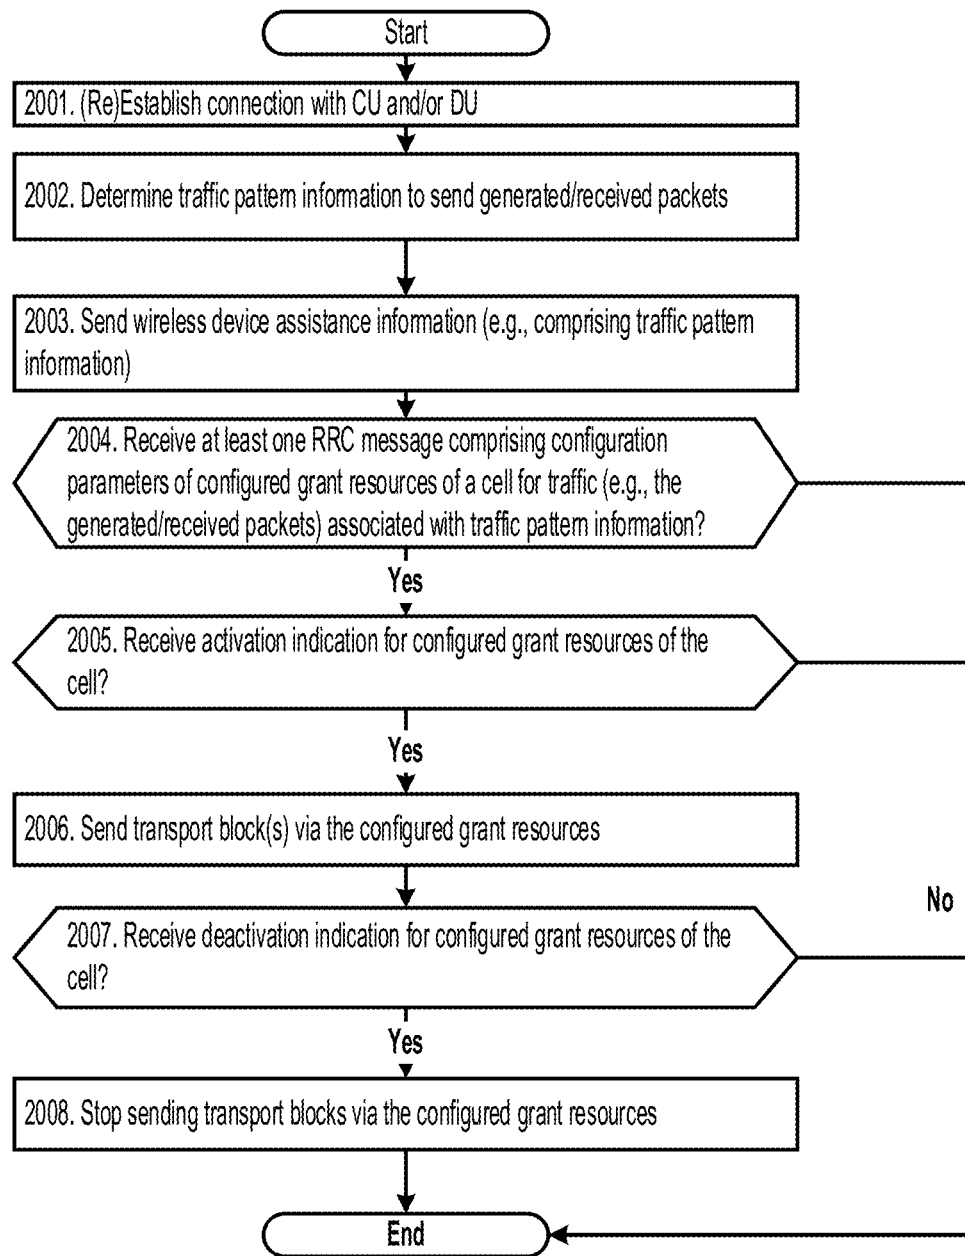 Start
2001. (Re)Establish connection with CU and/or DU
2002. Determine traffic pattern information to send generated/received packets
2003. Send wireless device assistance information (e.g., comprising traffic pattern
information)
2004. Receive at least one RRC message comprising configuration
parameters of configured grant resources of a cell for traffic (e.g., the
generated/received packets) associated with traffic pattern information?
Yes
2005. Receive activation indication for configured grant resources of the
cell?
Yes
2006. Send transport block(s) via the configured grant resources
No
2007. Receive deactivation indication for configured grant resources of the
cell?
Yes
2008. Stop sending transport blocks via the configured grant resources
End